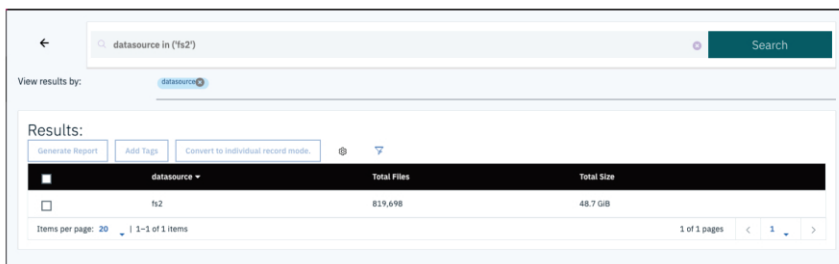 datasource in ('fs2')
Search
View results by:
datasource
Results:
Generate Report
Add Tags
Convert to individual record mode.
datasource Total Files Total Size
fs2 819,698 48.7 GiB
Items per page: 20 | 1–1 of 1 items 1 of 1 pages 1